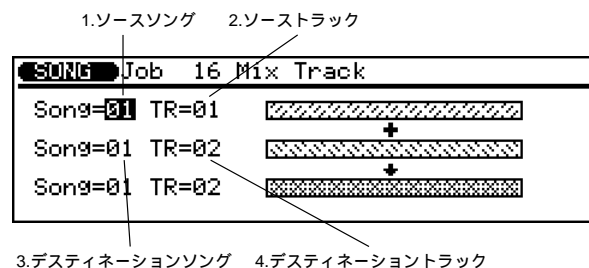 1.ソースソング 2.ソーストラック
SONG Job 16 Mix Track
Song=01 TR=01
+
Song=01 TR=02
Song=01 TR=02
3.デスティネーションソング 4.デスティネーショントラック